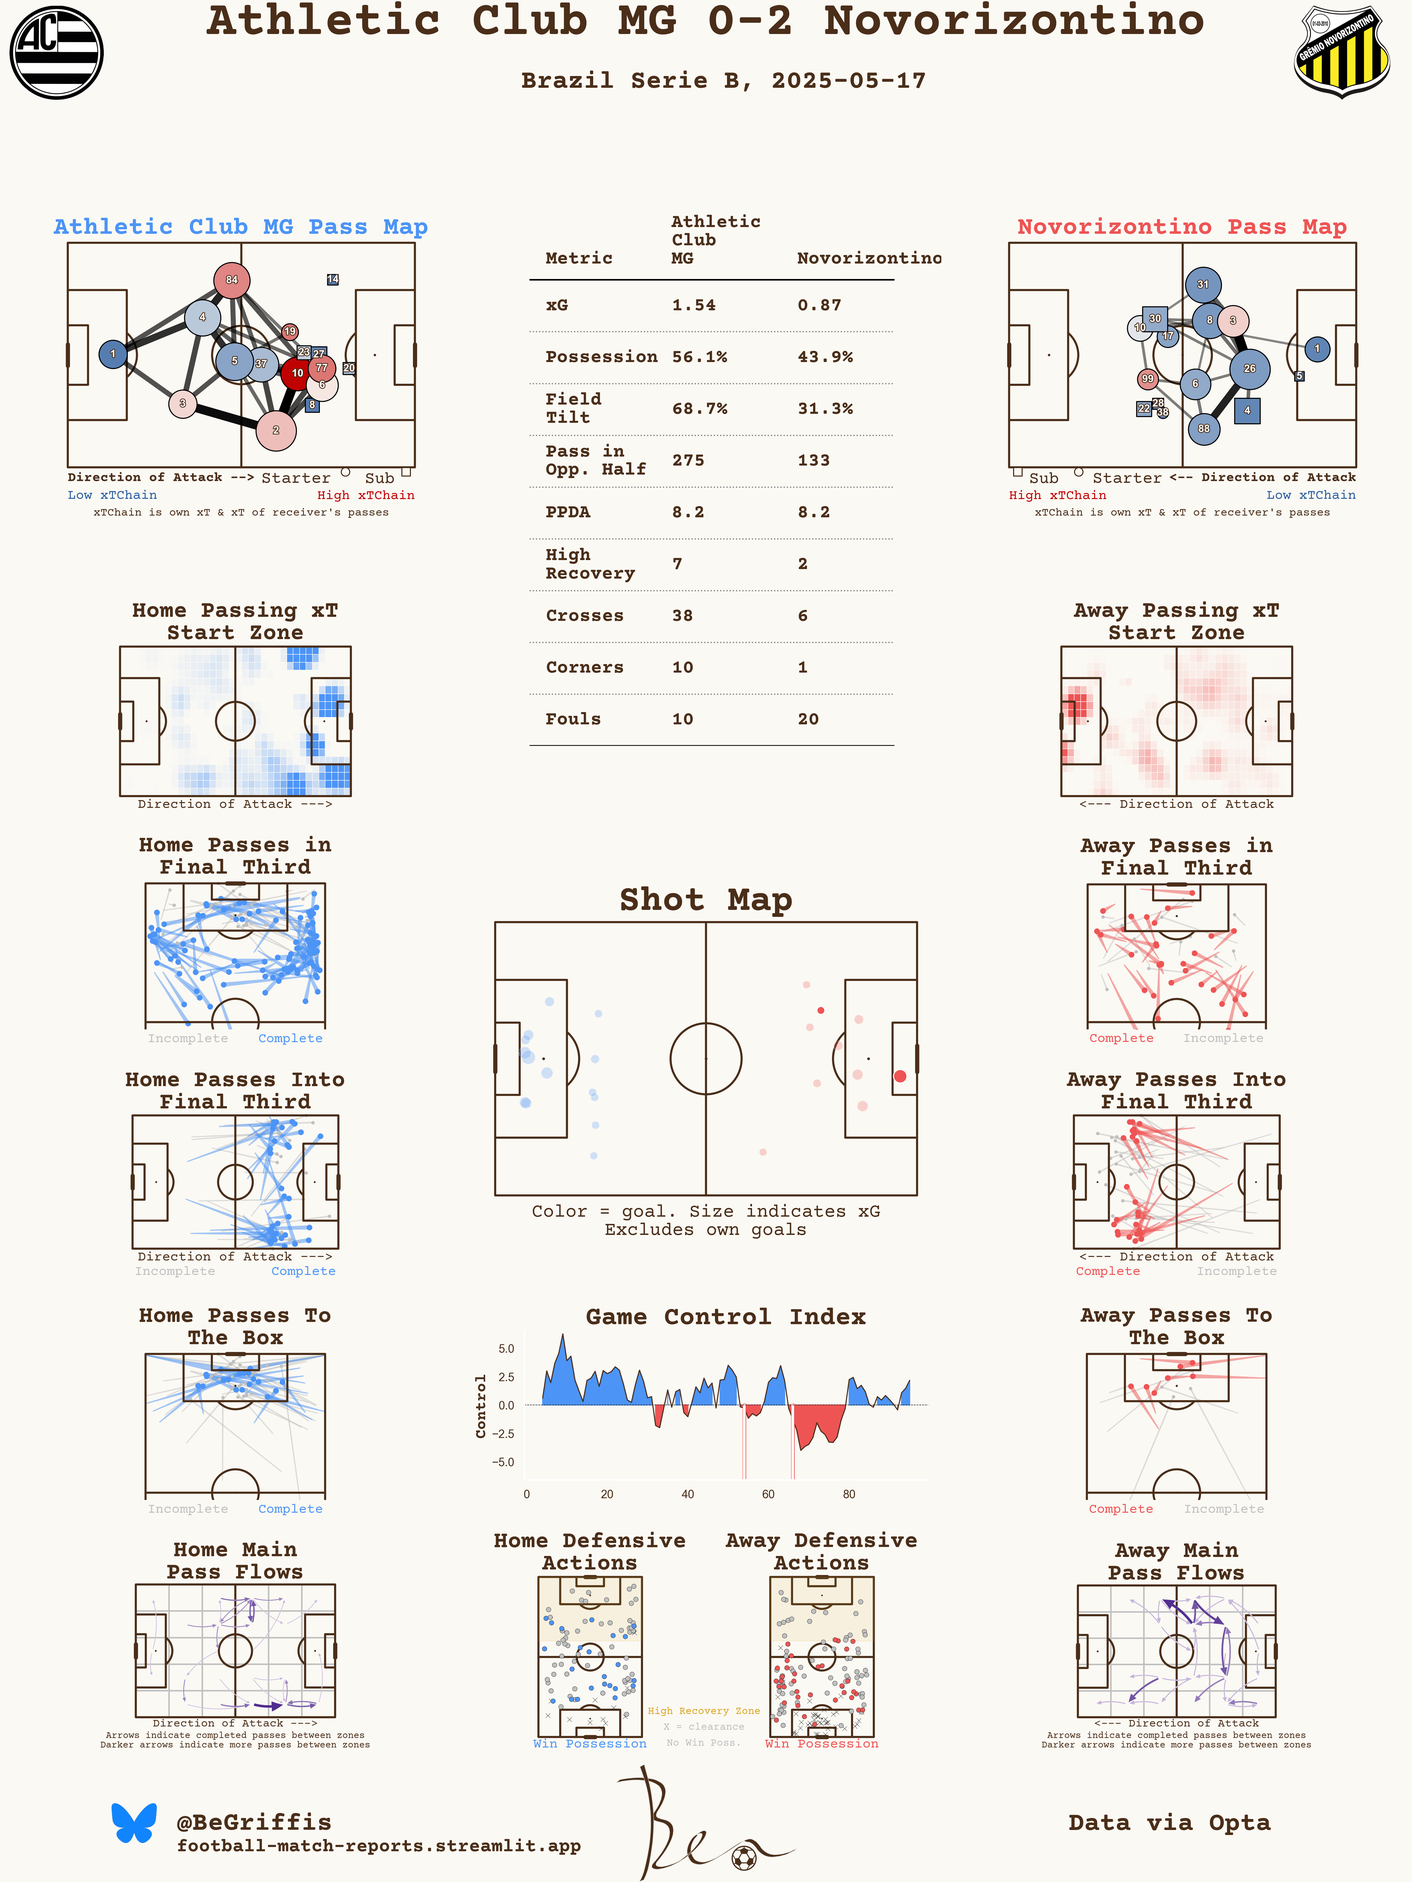 Athletic Club MG 0-2 Novorizontino
Brazil Serie B, 2025-05-17
AC
01-03-2010
GRÊMIO NOVORIZONTINO
Athletic Club MG Pass Map
84
14
4
19
1
5
37
23
27
10
77
20
6
3
8
2
Direction of Attack --> Starter Sub
Low xTChain High xTChain
xTChain is own xT & xT of receiver's passes
Metric Athletic Club MG Novorizontino
xG 1.54 0.87
Possession 56.1% 43.9%
Field Tilt 68.7% 31.3%
Pass in Opp. Half 275 133
PPDA 8.2 8.2
High Recovery 7 2
Crosses 38 6
Corners 10 1
Fouls 10 20
Novorizontino Pass Map
31
30
8
3
10
17
1
26
99
6
5
22
28
38
4
88
Sub Starter <-- Direction of Attack
High xTChain Low xTChain
xTChain is own xT & xT of receiver's passes
Home Passing xT
Start Zone
Direction of Attack --->
Away Passing xT
Start Zone
<--- Direction of Attack
Home Passes in
Final Third
Incomplete Complete
Away Passes in
Final Third
Complete Incomplete
Shot Map
Color = goal. Size indicates xG
Excludes own goals
Home Passes Into
Final Third
Direction of Attack --->
Incomplete Complete
Away Passes Into
Final Third
<--- Direction of Attack
Complete Incomplete
Home Passes To
The Box
Incomplete Complete
Game Control Index
Control
5.0
2.5
0.0
−2.5
−5.0
0 20 40 60 80
Away Passes To
The Box
Complete Incomplete
Home Main
Pass Flows
Direction of Attack --->
Arrows indicate completed passes between zones
Darker arrows indicate more passes between zones
Home Defensive
Actions
Win Possession
High Recovery Zone
X = clearance
No Win Poss.
Away Defensive
Actions
Win Possession
Away Main
Pass Flows
<--- Direction of Attack
Arrows indicate completed passes between zones
Darker arrows indicate more passes between zones
@BeGriffis
football-match-reports.streamlit.app
Ben
Data via Opta